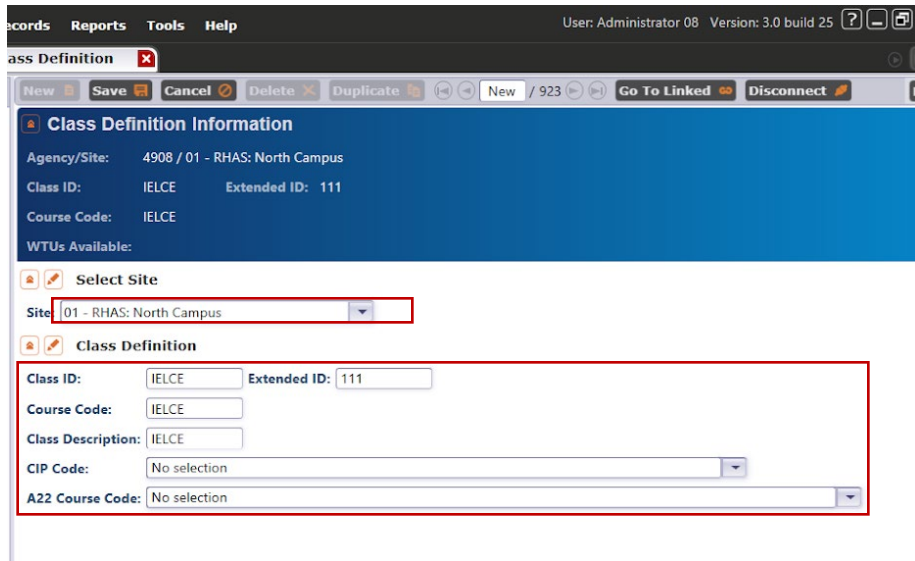 Reports Tools Help User: Administrator 08 Version: 3.0 build 25 ?
Definition X
New Save Cancel Delete Duplicate New / 923 Go To Linked Disconnect
Class Definition Information
Agency/Site: 4908 / 01 - RHAS: North Campus
Class ID: IELCE Extended ID: 111
Course Code: IELCE
WTUs Available:
Select Site
Site: 01 - RHAS: North Campus
Class Definition
Class ID: IELCE Extended ID: 111
Course Code: IELCE
Class Description: IELCE
CIP Code: No selection
A22 Course Code: No selection